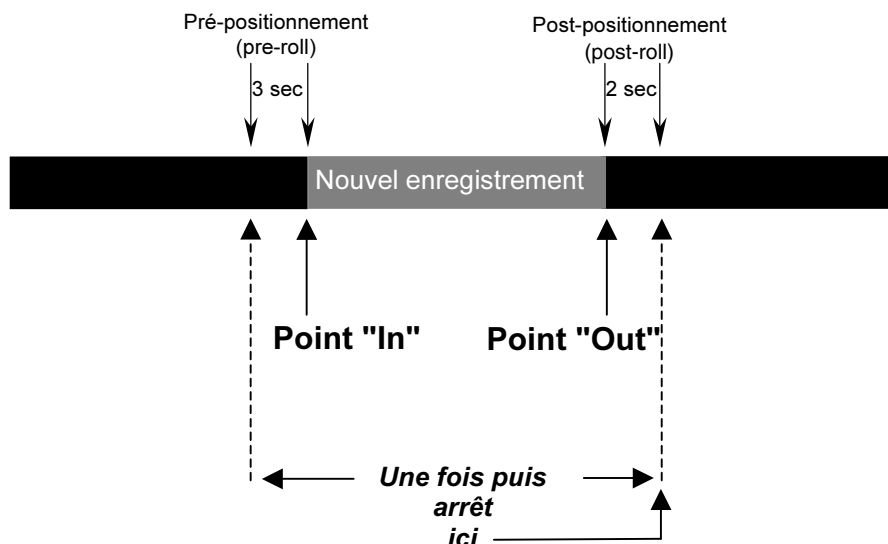 Pré-positionnement
(pre-roll)
3 sec
Post-positionnement
(post-roll)
2 sec
Nouvel enregistrement
Point "In"
Point "Out"
Une fois puis
arrêt
ici